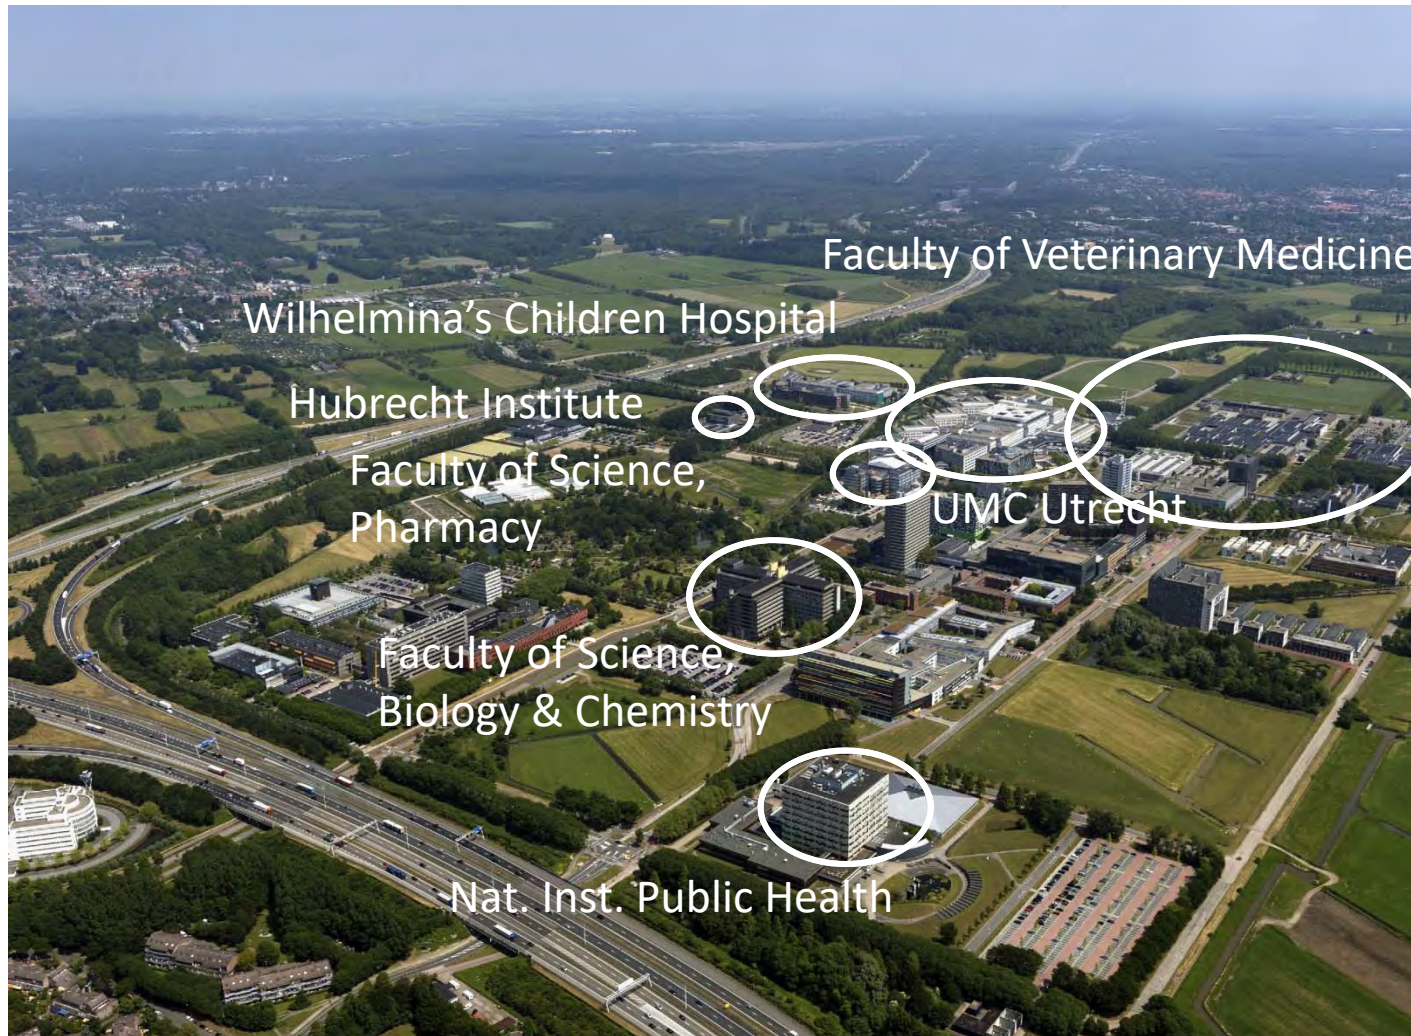 Faculty of Veterinary Medicine
Wilhelmina's Children Hospital
Hubrecht Institute
Faculty of Science,
Pharmacy
UMC Utrecht
Faculty of Science,
Biology & Chemistry
Nat. Inst. Public Health